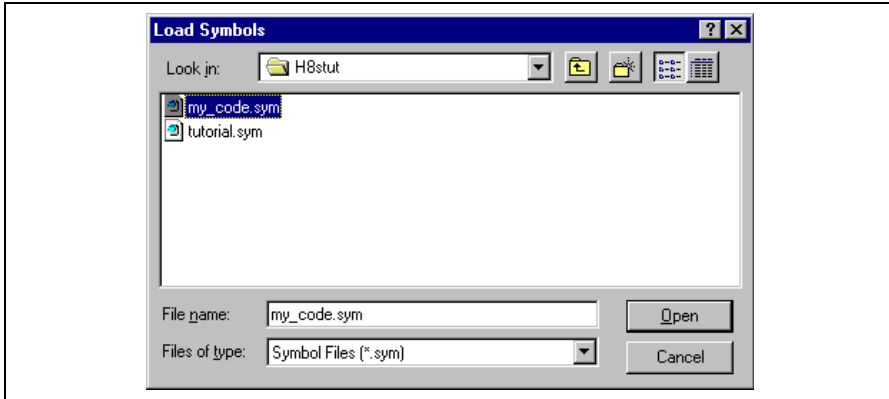 Load Symbols
Look in: H8stut
my_code.sym
tutorial.sym
File name: my_code.sym Open
Files of type: Symbol Files (*.sym) Cancel